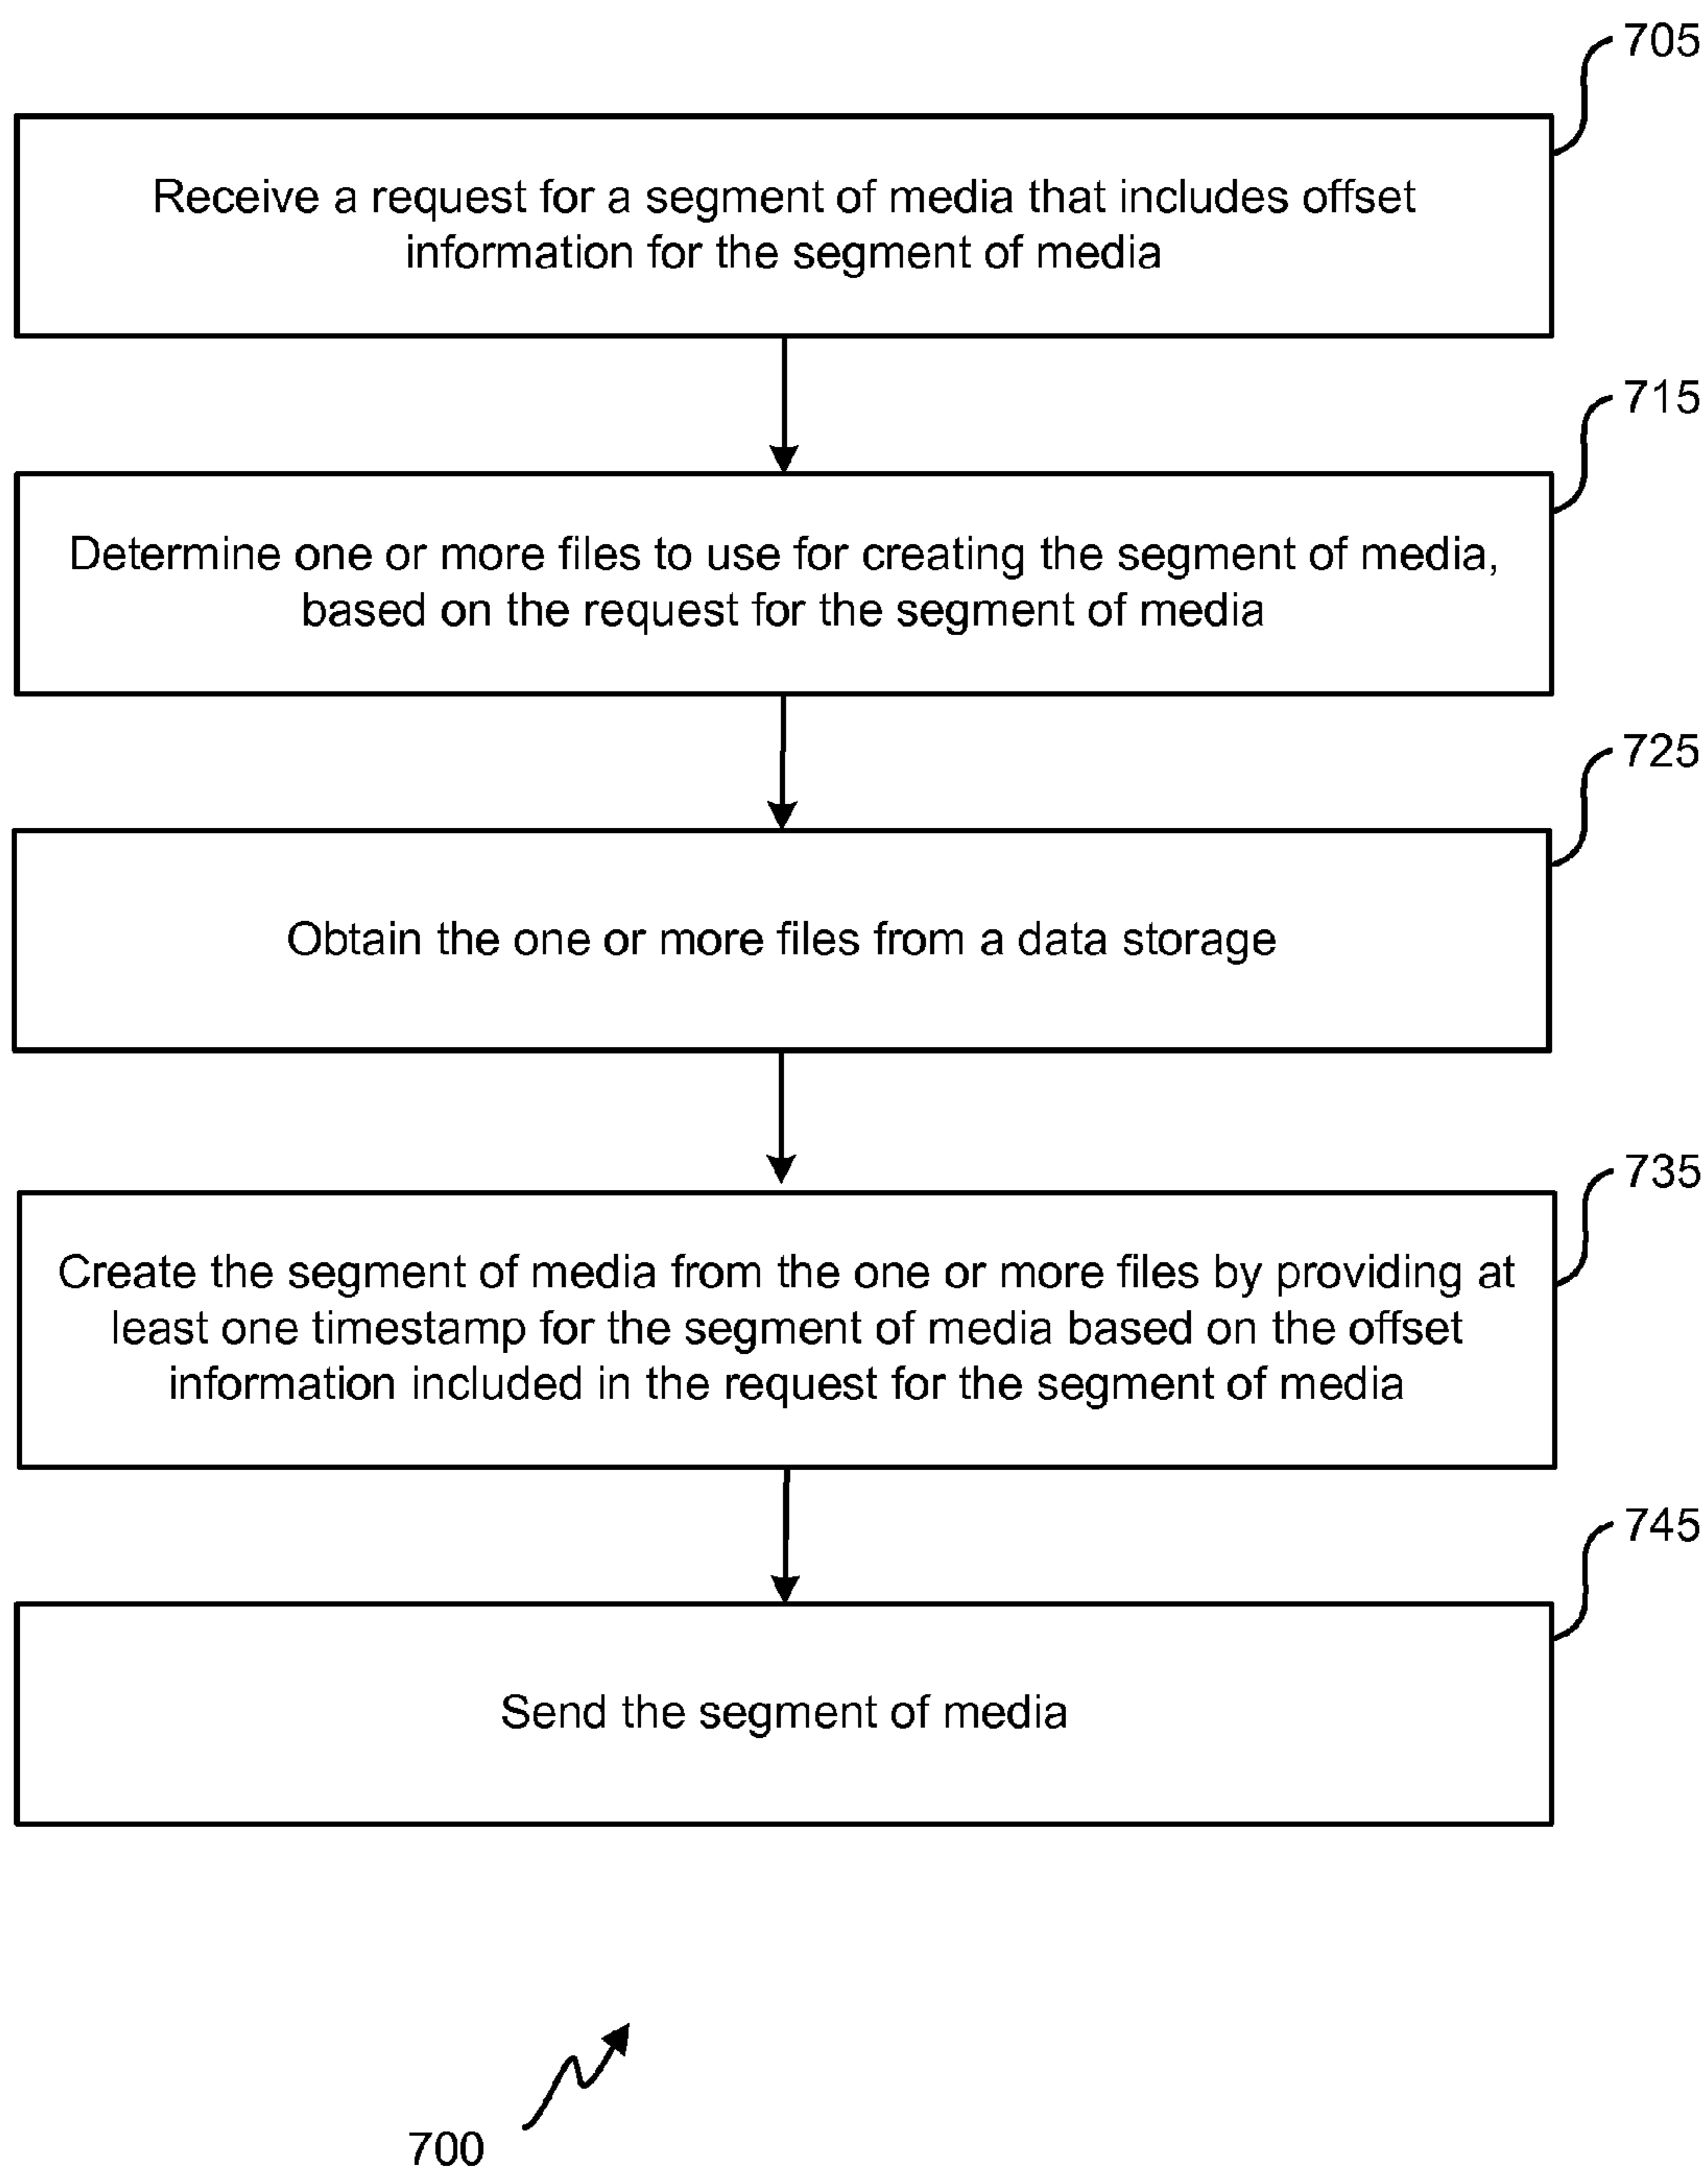 705
Receive a request for a segment of media that includes offset
information for the segment of media
715
Determine one or more files to use for creating the segment of media,
based on the request for the segment of media
725
Obtain the one or more files from a data storage
735
Create the segment of media from the one or more files by providing at
least one timestamp for the segment of media based on the offset
information included in the request for the segment of media
745
Send the segment of media
700